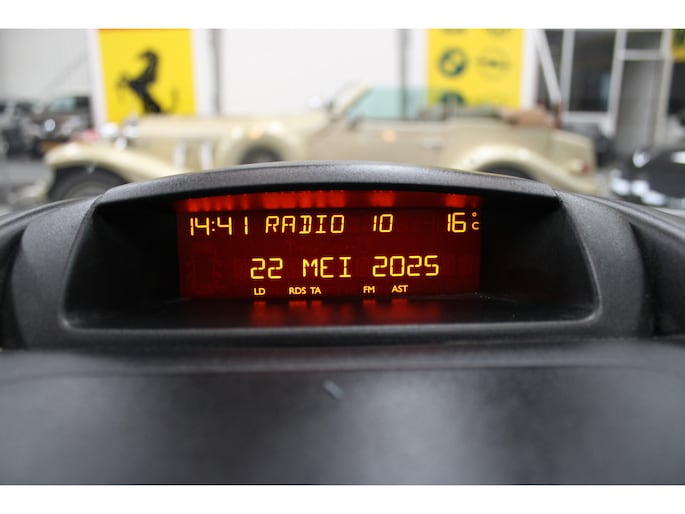 14:41 RADIO 10 16°C
22 MEI 2025
LD RDS TA FM AST